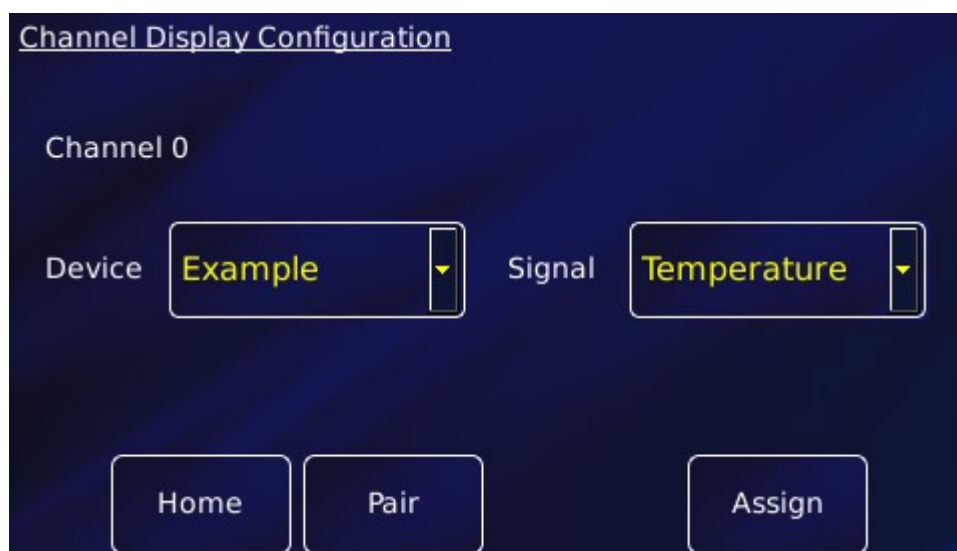 Channel Display Configuration
Channel 0
Device Example Signal Temperature
Home Pair Assign